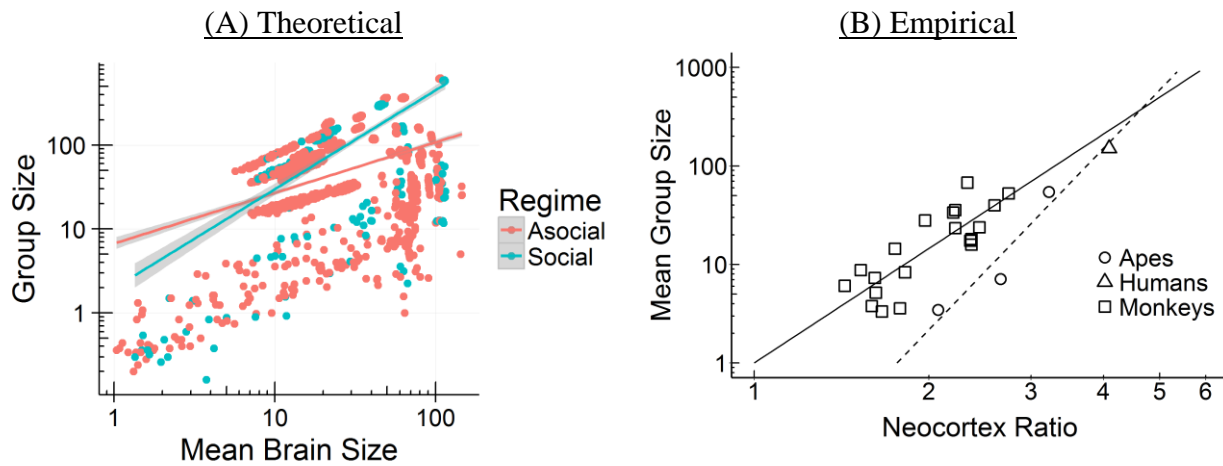 (A) Theoretical
Group Size
100
10
1
1
10
100
Mean Brain Size
Regime
Asocial
Social
(B) Empirical
Mean Group Size
1000
100
10
1
1
2
3
4
5
6
Neocortex Ratio
Apes
Humans
Monkeys